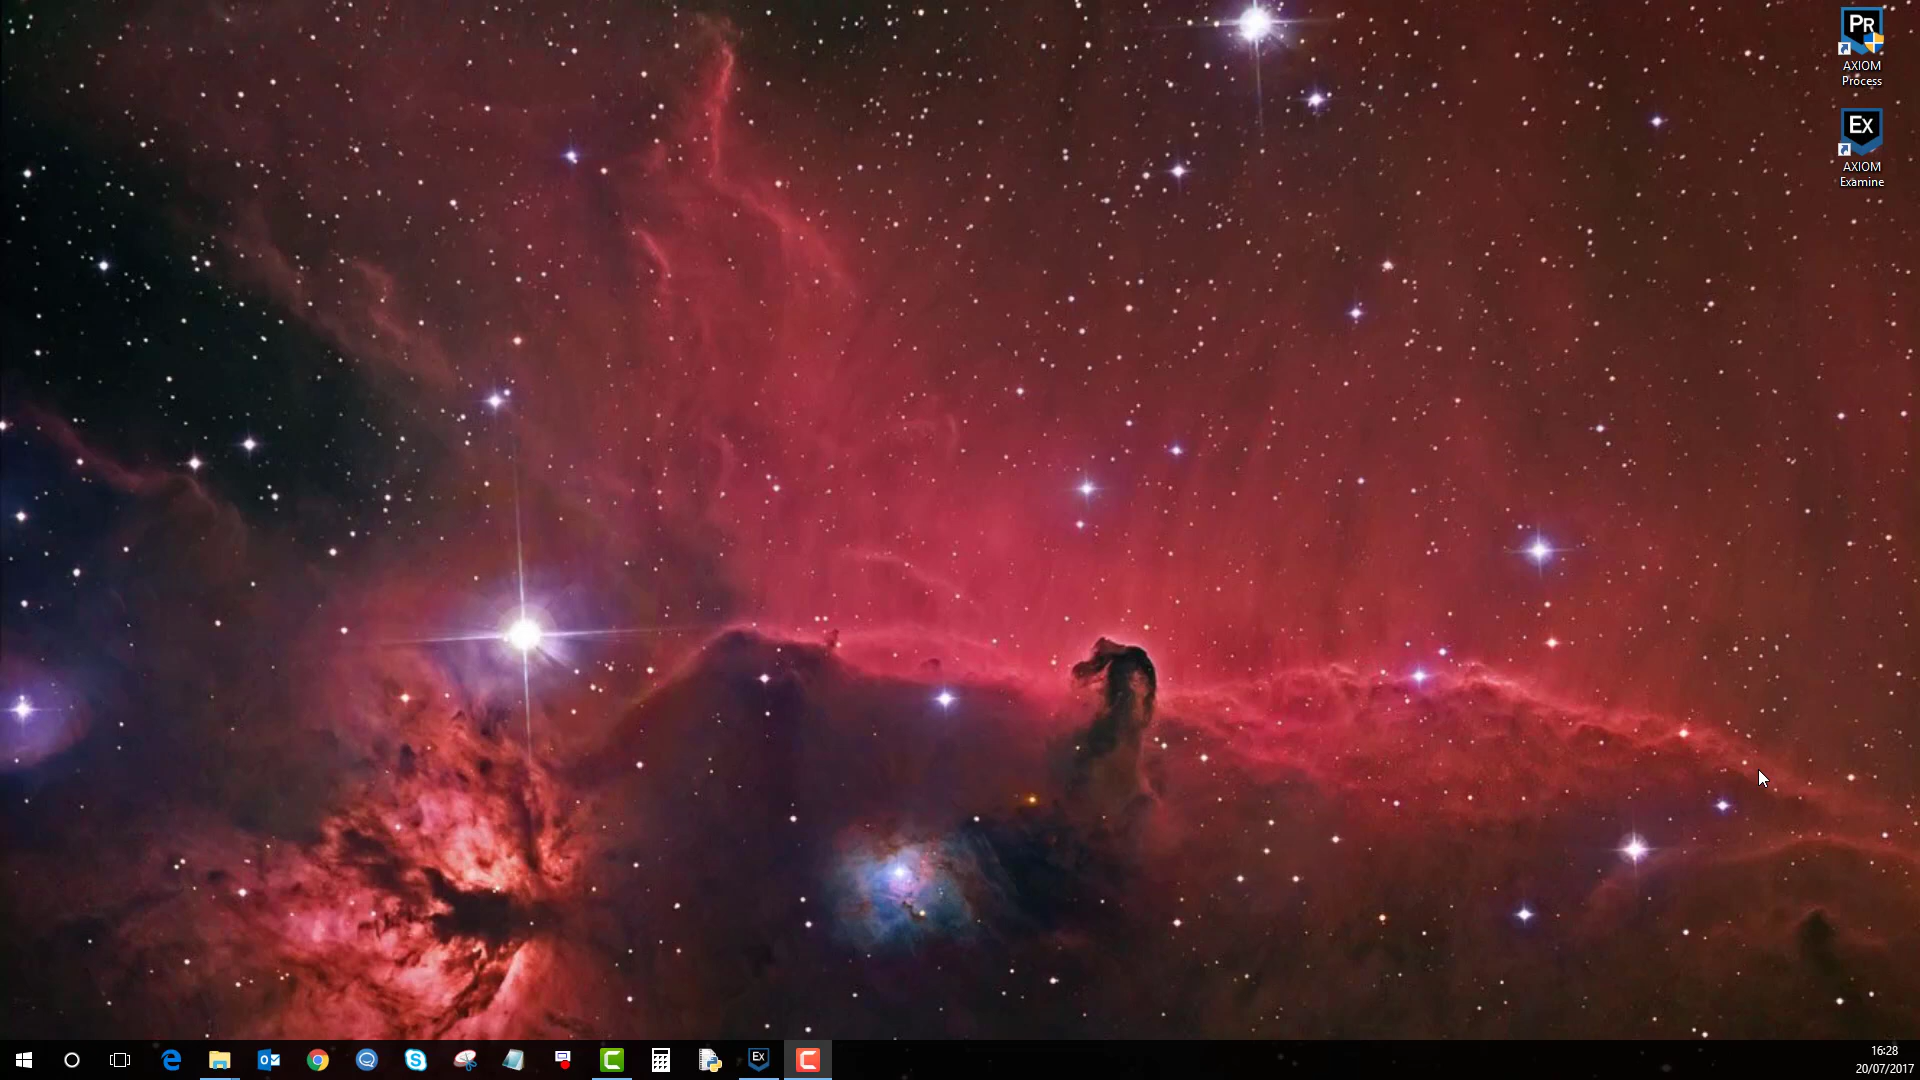 PR
AXIOM
Process
EX
AXIOM
Examine
Ex
16:28
20/07/2017